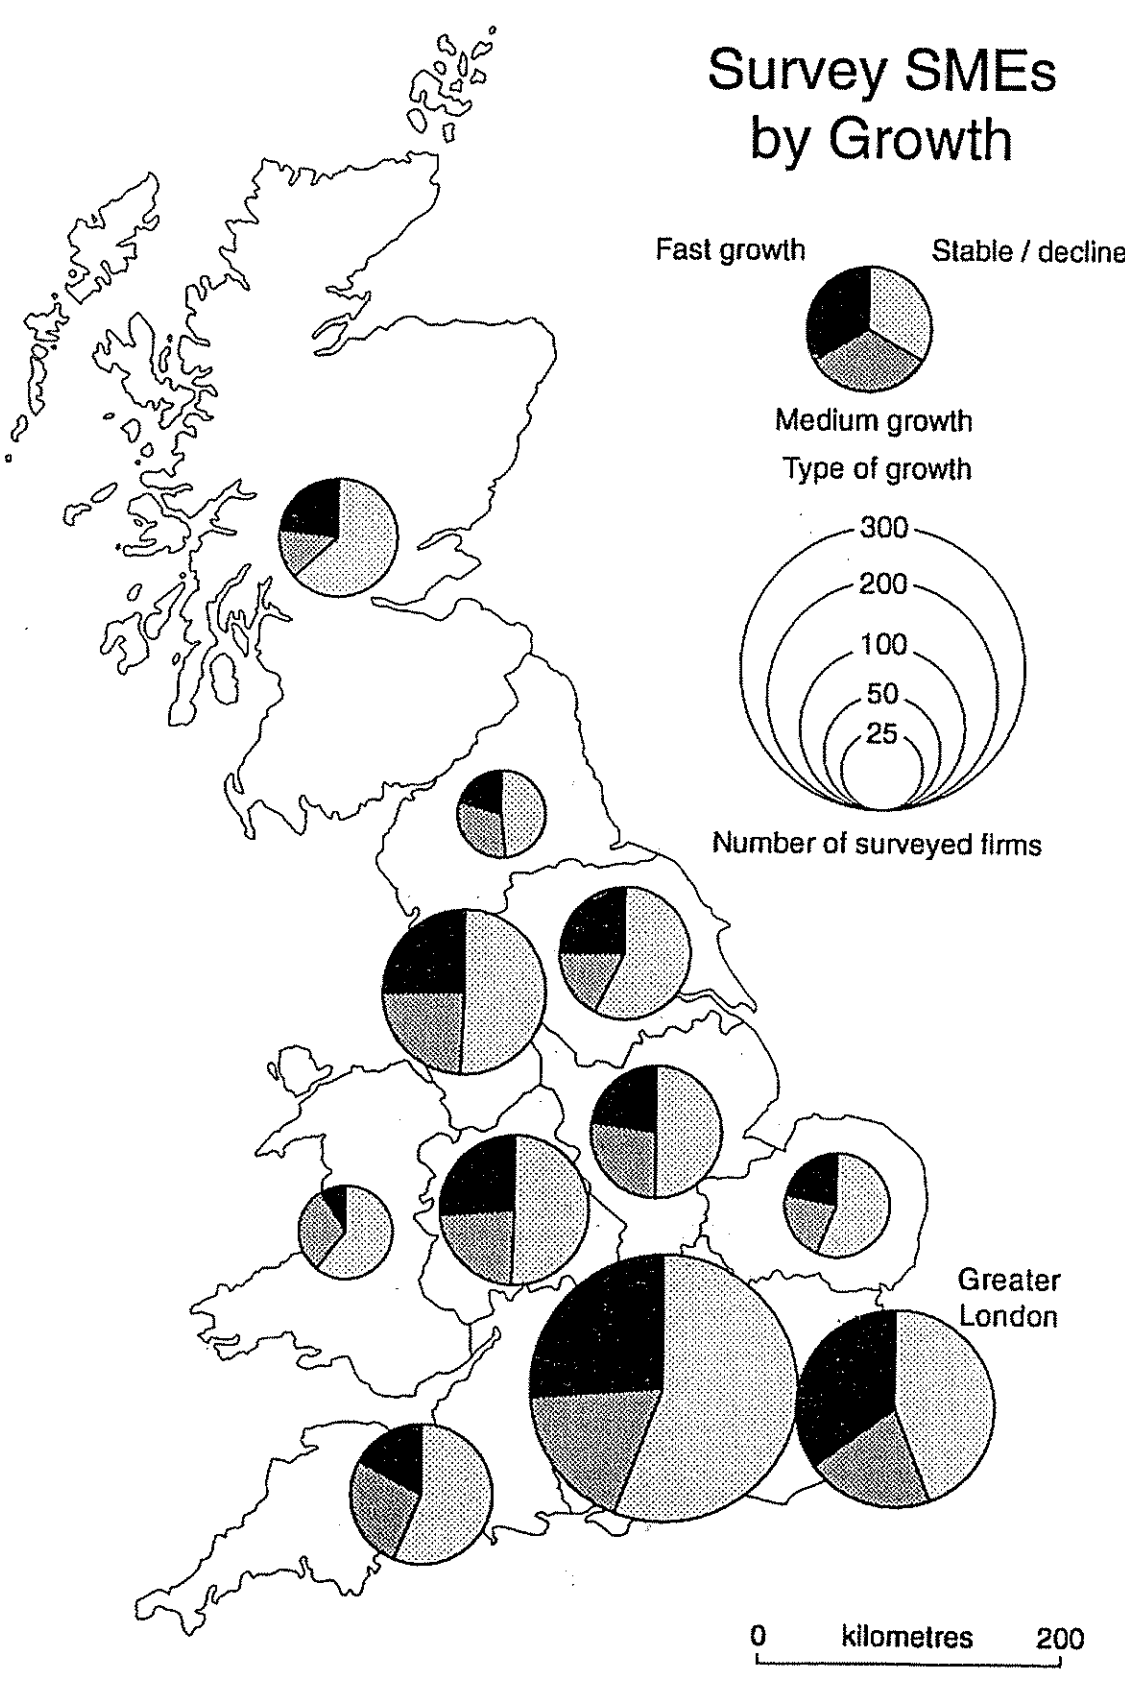 Survey SMEs
by Growth
Fast growth
Stable / decline
Medium growth
Type of growth
300
200
100
50
25
Number of surveyed firms
Greater
London
0 kilometres 200